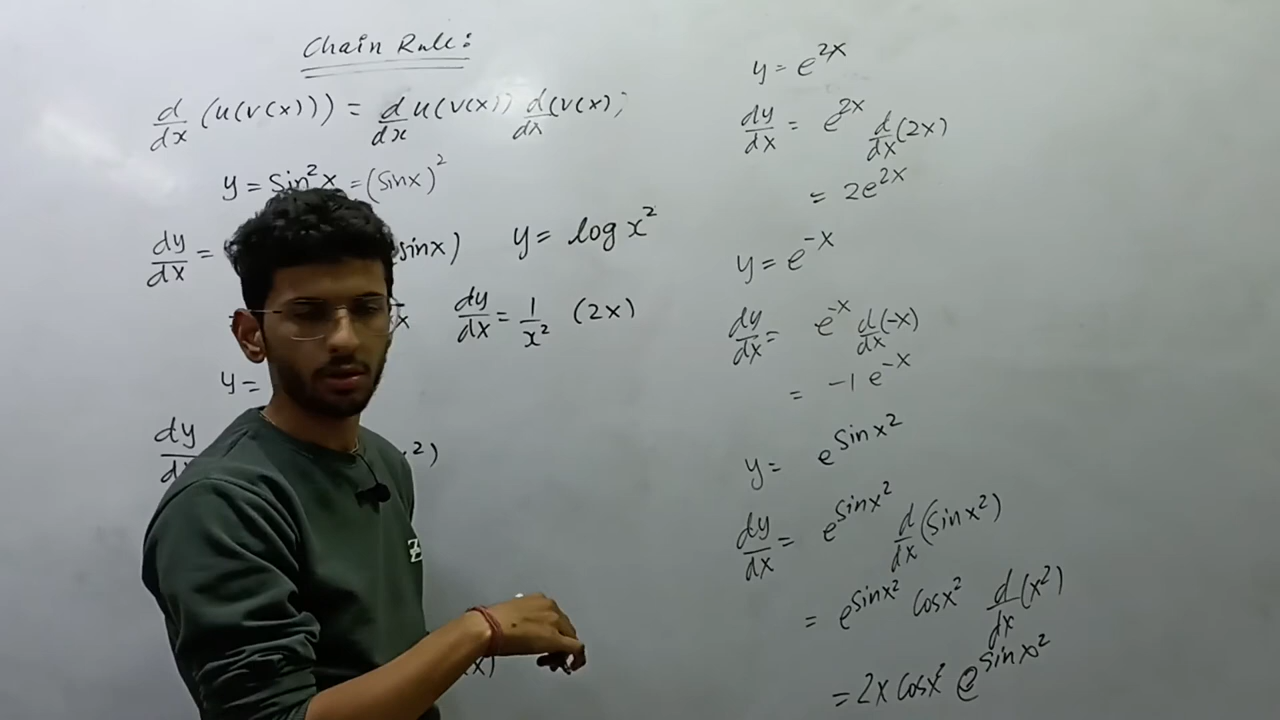 Chain Rule:
d/dx (u(v(x))) = d/dx u(v(x)) d/dx (v(x);
y = Sin²x = (Sinx)²
dy/dx = sinx)
y = log x²
x
dy/dx = 1/x² (2x)
y =
dy/dx ²)
x)
y = e^2x
dy/dx = e^2x d/dx (2x)
= 2e^2x
y = e^-x
dy/dx = e^-x d/dx (-x)
= -1 e^-x
y = e^Sinx²
dy/dx = e^Sinx² d/dx (Sinx²)
= e^Sinx² Cosx² d/dx (x²)
= 2x Cosx² e^Sinx²